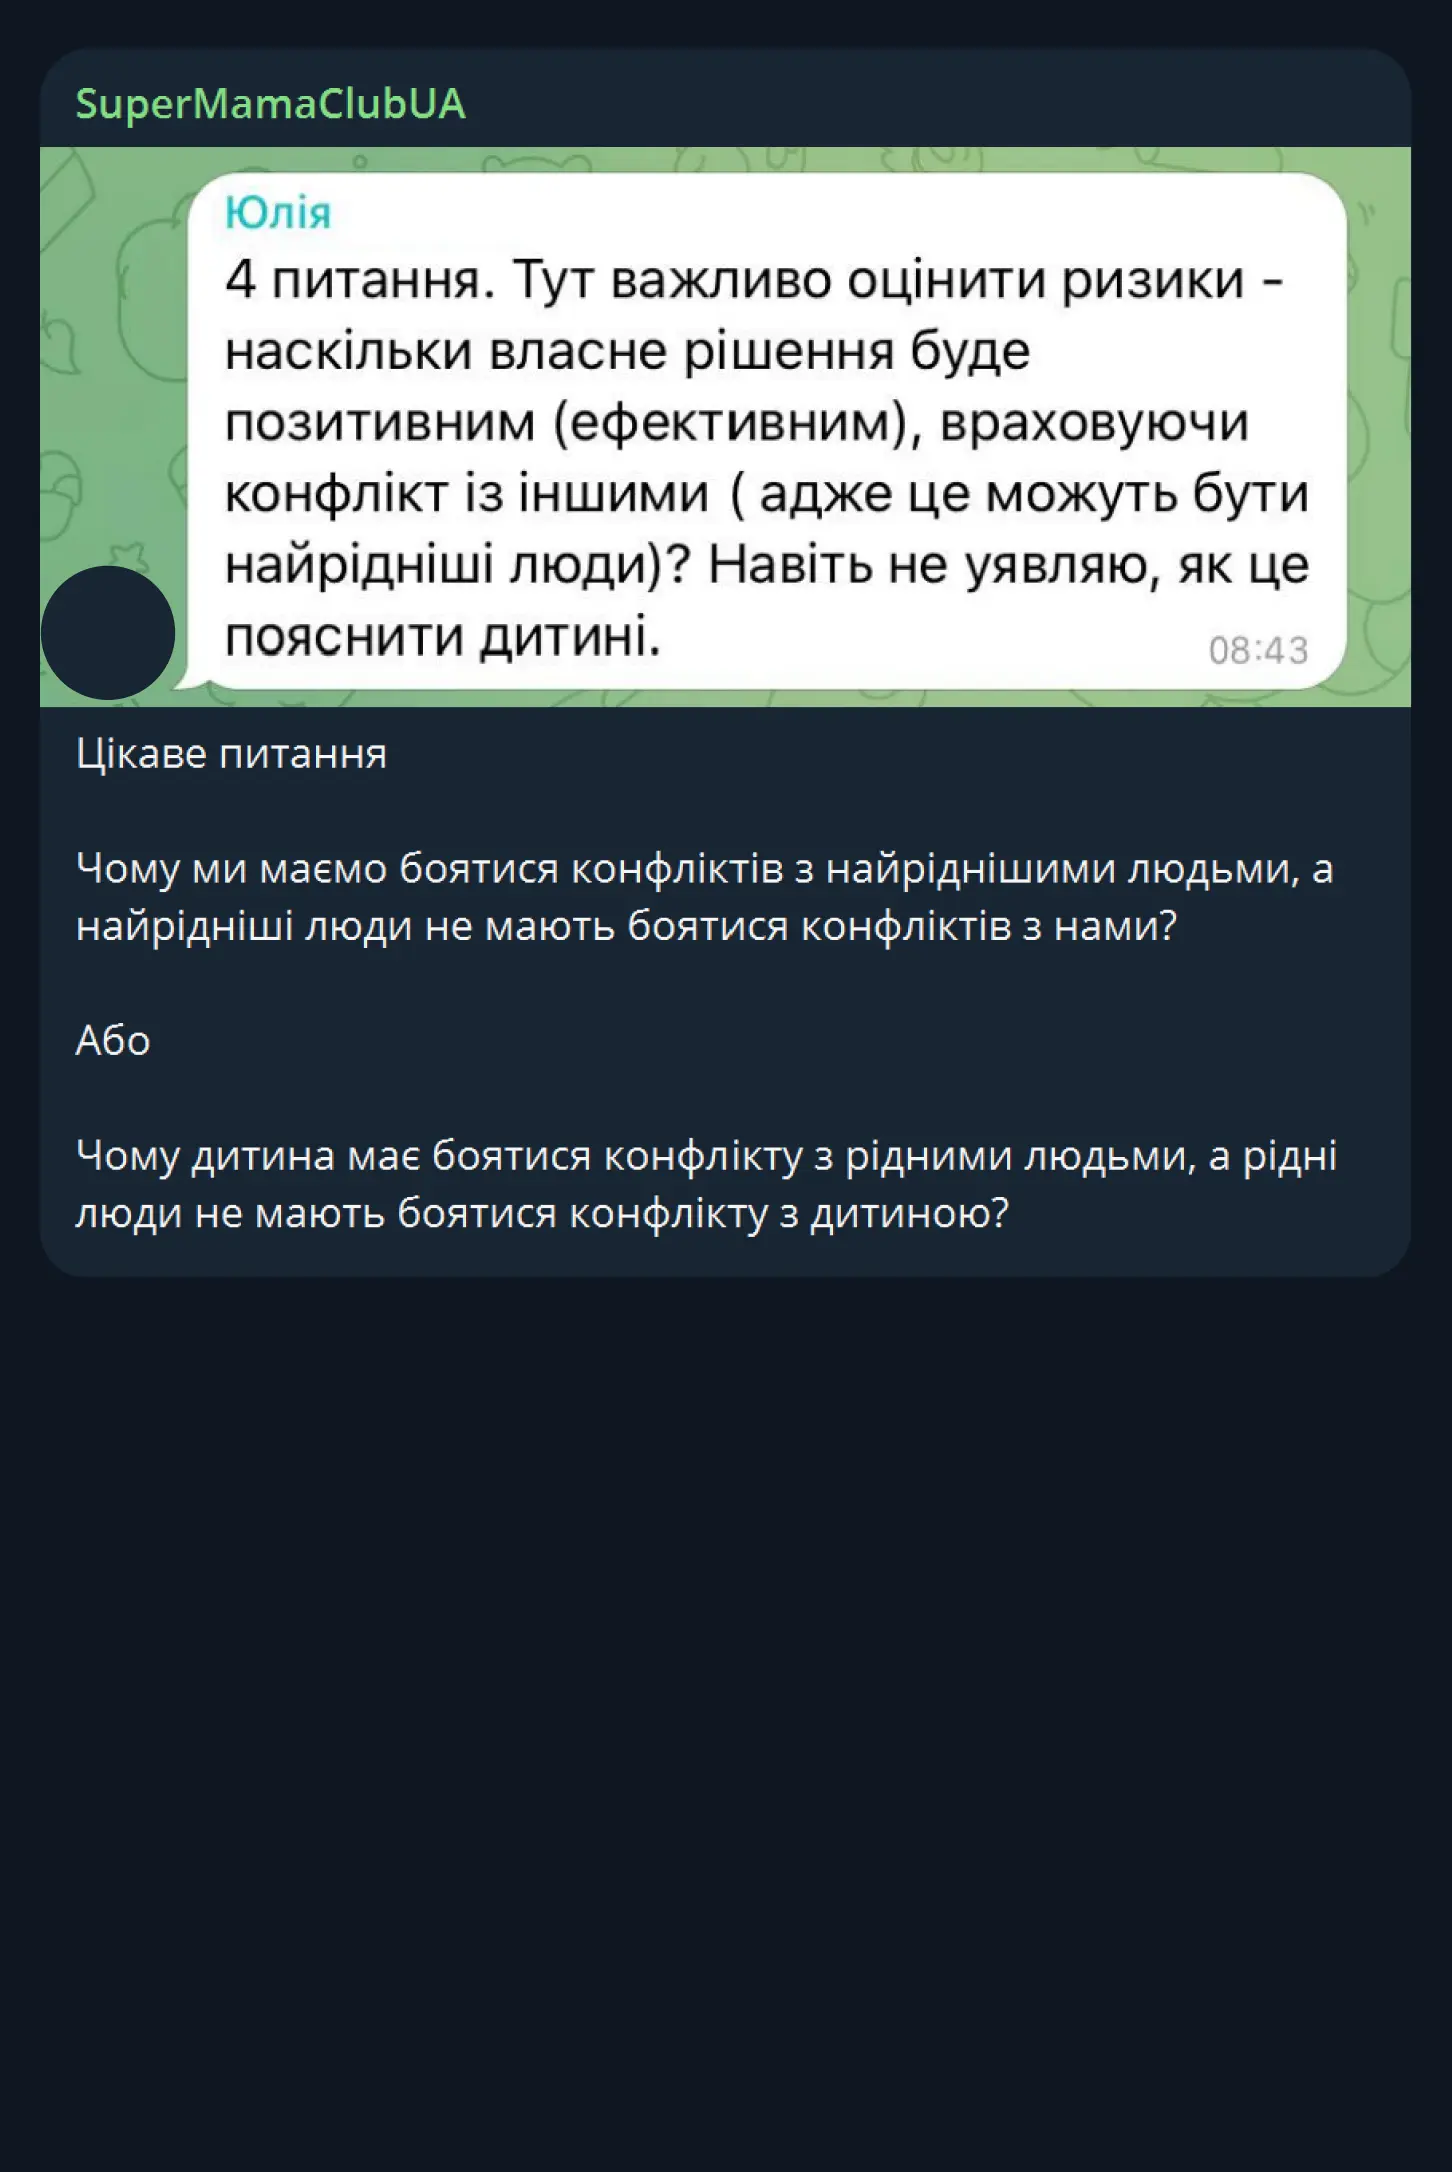 SuperMamaClubUA
Юлія
4 питання. Тут важливо оцінити ризики -
наскільки власне рішення буде
позитивним (ефективним), враховуючи
конфлікт із іншими ( адже це можуть бути
найрідніші люди)? Навіть не уявляю, як це
пояснити дитині.
08:43
Цікаве питання
Чому ми маємо боятися конфліктів з найріднішими людьми, а
найрідніші люди не мають боятися конфліктів з нами?
Або
Чому дитина має боятися конфлікту з рідними людьми, а рідні
люди не мають боятися конфлікту з дитиною?